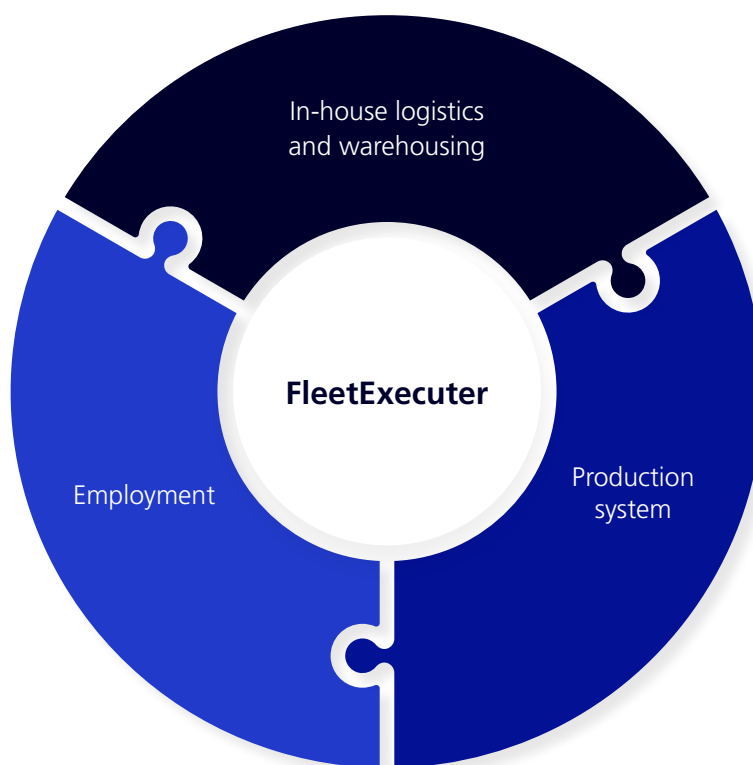 In-house logistics
and warehousing
FleetExecuter
Employment
Production
system